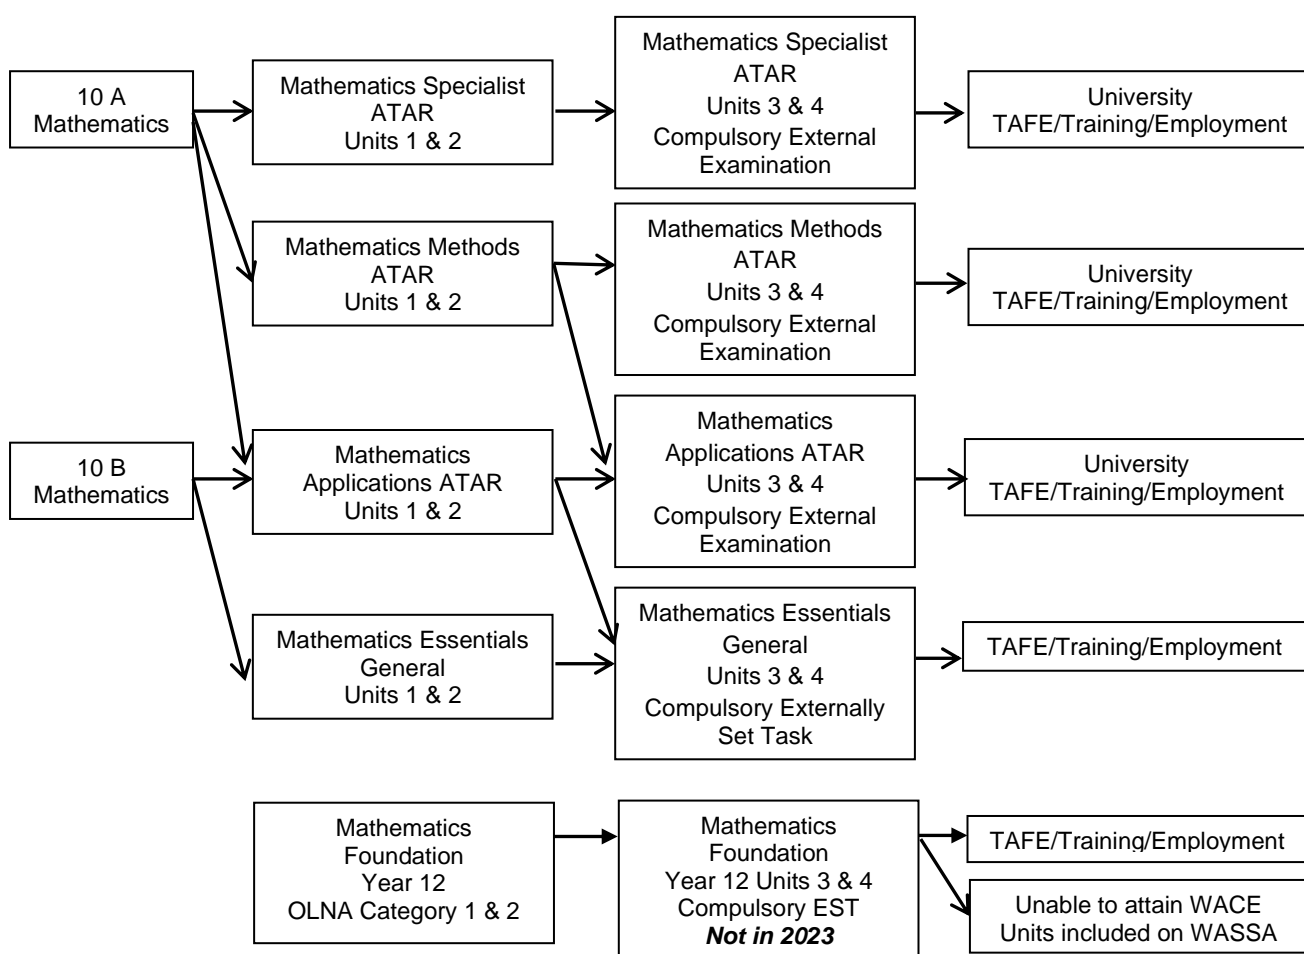 10 A
Mathematics
Mathematics Specialist
ATAR
Units 1 & 2
Mathematics Specialist
ATAR
Units 3 & 4
Compulsory External
Examination
University
TAFE/Training/Employment
Mathematics Methods
ATAR
Units 1 & 2
Mathematics Methods
ATAR
Units 3 & 4
Compulsory External
Examination
University
TAFE/Training/Employment
10 B
Mathematics
Mathematics
Applications ATAR
Units 1 & 2
Mathematics
Applications ATAR
Units 3 & 4
Compulsory External
Examination
University
TAFE/Training/Employment
Mathematics Essentials
General
Units 1 & 2
Mathematics Essentials
General
Units 3 & 4
Compulsory Externally
Set Task
TAFE/Training/Employment
Mathematics
Foundation
Year 12
OLNA Category 1 & 2
Mathematics
Foundation
Year 12 Units 3 & 4
Compulsory EST
Not in 2023
TAFE/Training/Employment
Unable to attain WACE
Units included on WASSA